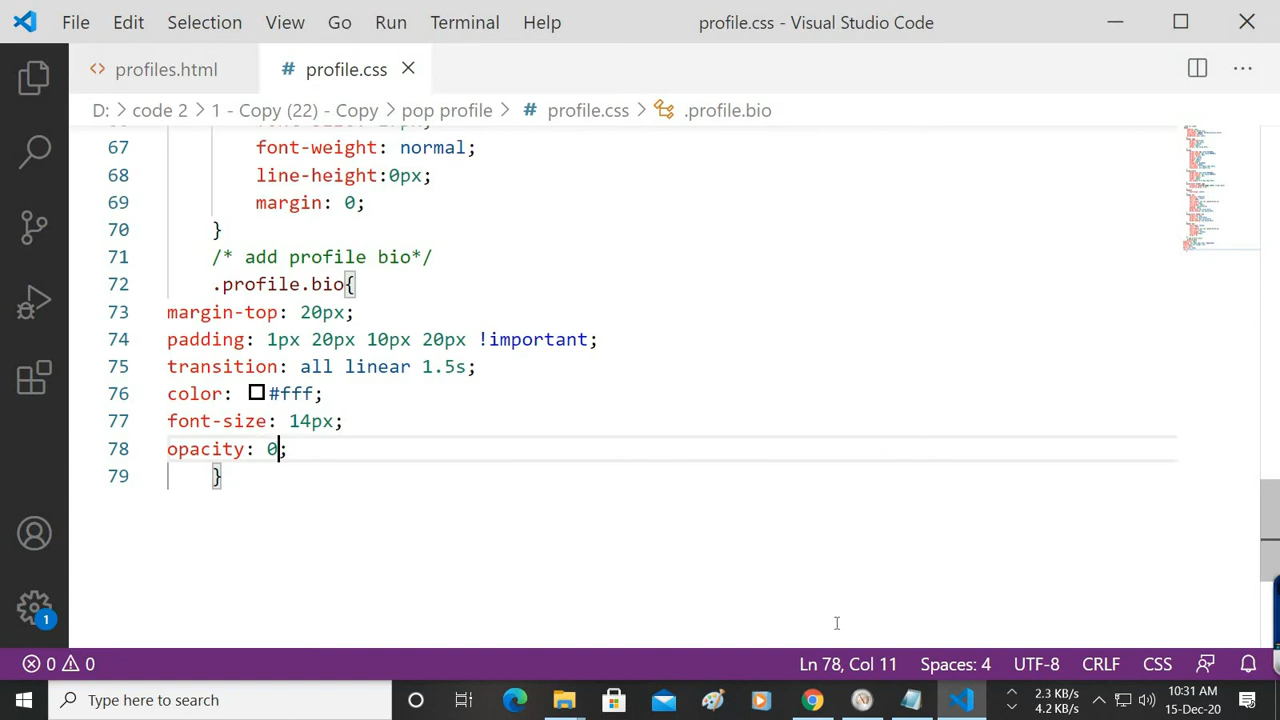 File Edit Selection View Go Run Terminal Help profile.css - Visual Studio Code
<> profiles.html # profile.css
D: > code 2 > 1 - Copy (22) - Copy > pop profile > # profile.css > .profile.bio
67 font-weight: normal;
68 line-height:0px;
69 margin: 0;
70 }
71 /* add profile bio*/
72 .profile.bio{
73 margin-top: 20px;
74 padding: 1px 20px 10px 20px !important;
75 transition: all linear 1.5s;
76 color: #fff;
77 font-size: 14px;
78 opacity: 0;
79 }
1
0 0 Ln 78, Col 11 Spaces: 4 UTF-8 CRLF CSS
Type here to search 2.3 KB/s 4.2 KB/s 10:31 AM 15-Dec-20